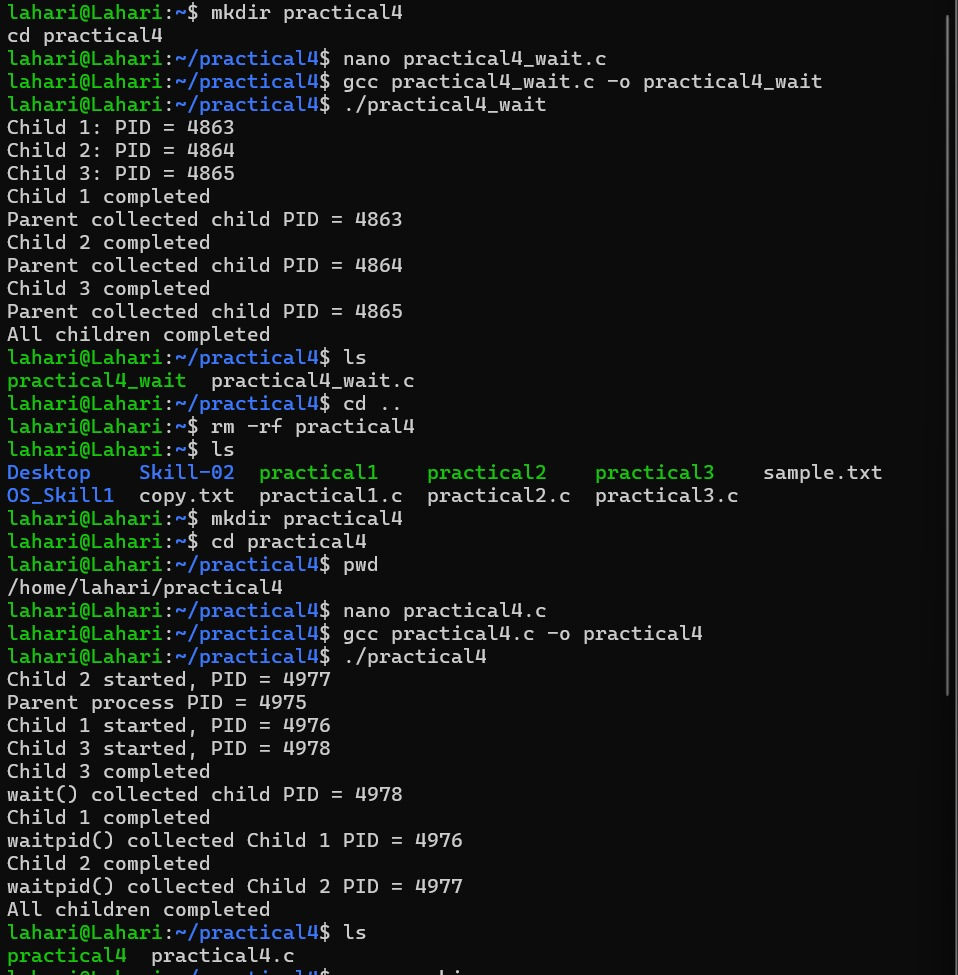 lahari@Lahari:~$ mkdir practical4
cd practical4
lahari@Lahari:~/practical4$ nano practical4_wait.c
lahari@Lahari:~/practical4$ gcc practical4_wait.c -o practical4_wait
lahari@Lahari:~/practical4$ ./practical4_wait
Child 1: PID = 4863
Child 2: PID = 4864
Child 3: PID = 4865
Child 1 completed
Parent collected child PID = 4863
Child 2 completed
Parent collected child PID = 4864
Child 3 completed
Parent collected child PID = 4865
All children completed
lahari@Lahari:~/practical4$ ls
practical4_wait  practical4_wait.c
lahari@Lahari:~/practical4$ cd ..
lahari@Lahari:~$ rm -rf practical4
lahari@Lahari:~$ ls
Desktop    Skill-02  practical1    practical2    practical3    sample.txt
OS_Skill1  copy.txt  practical1.c  practical2.c  practical3.c
lahari@Lahari:~$ mkdir practical4
lahari@Lahari:~$ cd practical4
lahari@Lahari:~/practical4$ pwd
/home/lahari/practical4
lahari@Lahari:~/practical4$ nano practical4.c
lahari@Lahari:~/practical4$ gcc practical4.c -o practical4
lahari@Lahari:~/practical4$ ./practical4
Child 2 started, PID = 4977
Parent process PID = 4975
Child 1 started, PID = 4976
Child 3 started, PID = 4978
Child 3 completed
wait() collected child PID = 4978
Child 1 completed
waitpid() collected Child 1 PID = 4976
Child 2 completed
waitpid() collected Child 2 PID = 4977
All children completed
lahari@Lahari:~/practical4$ ls
practical4  practical4.c